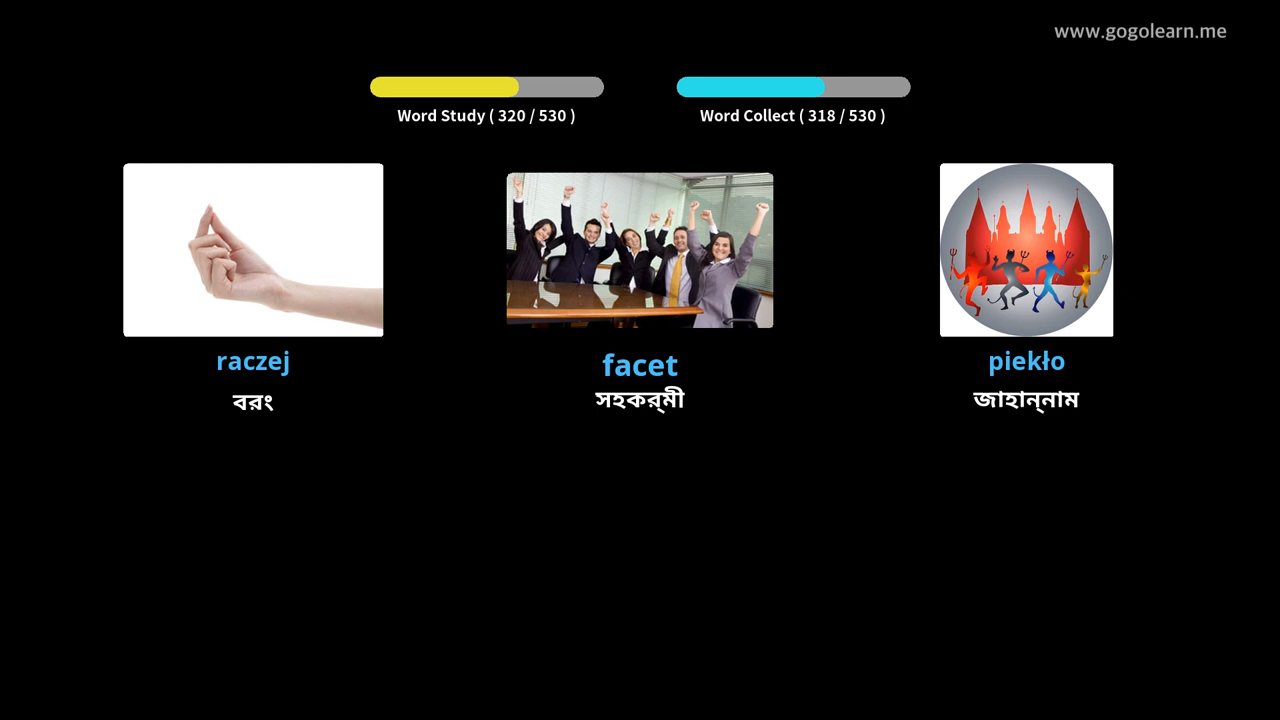 www.gogolearn.me
Word Study ( 320 / 530 )
Word Collect ( 318 / 530 )
raczej
facet
piekło
বরং
সহকর্‌মী
জাহান্‌নাম